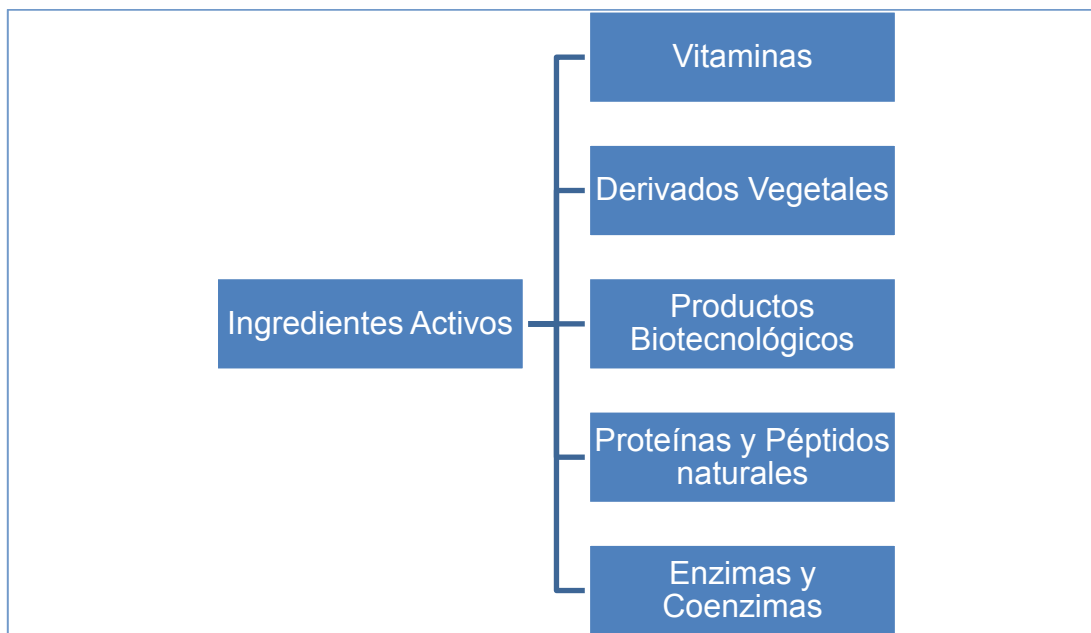 Vitaminas
Derivados Vegetales
Ingredientes Activos
Productos
Biotecnológicos
Proteínas y Péptidos
naturales
Enzimas y
Coenzimas